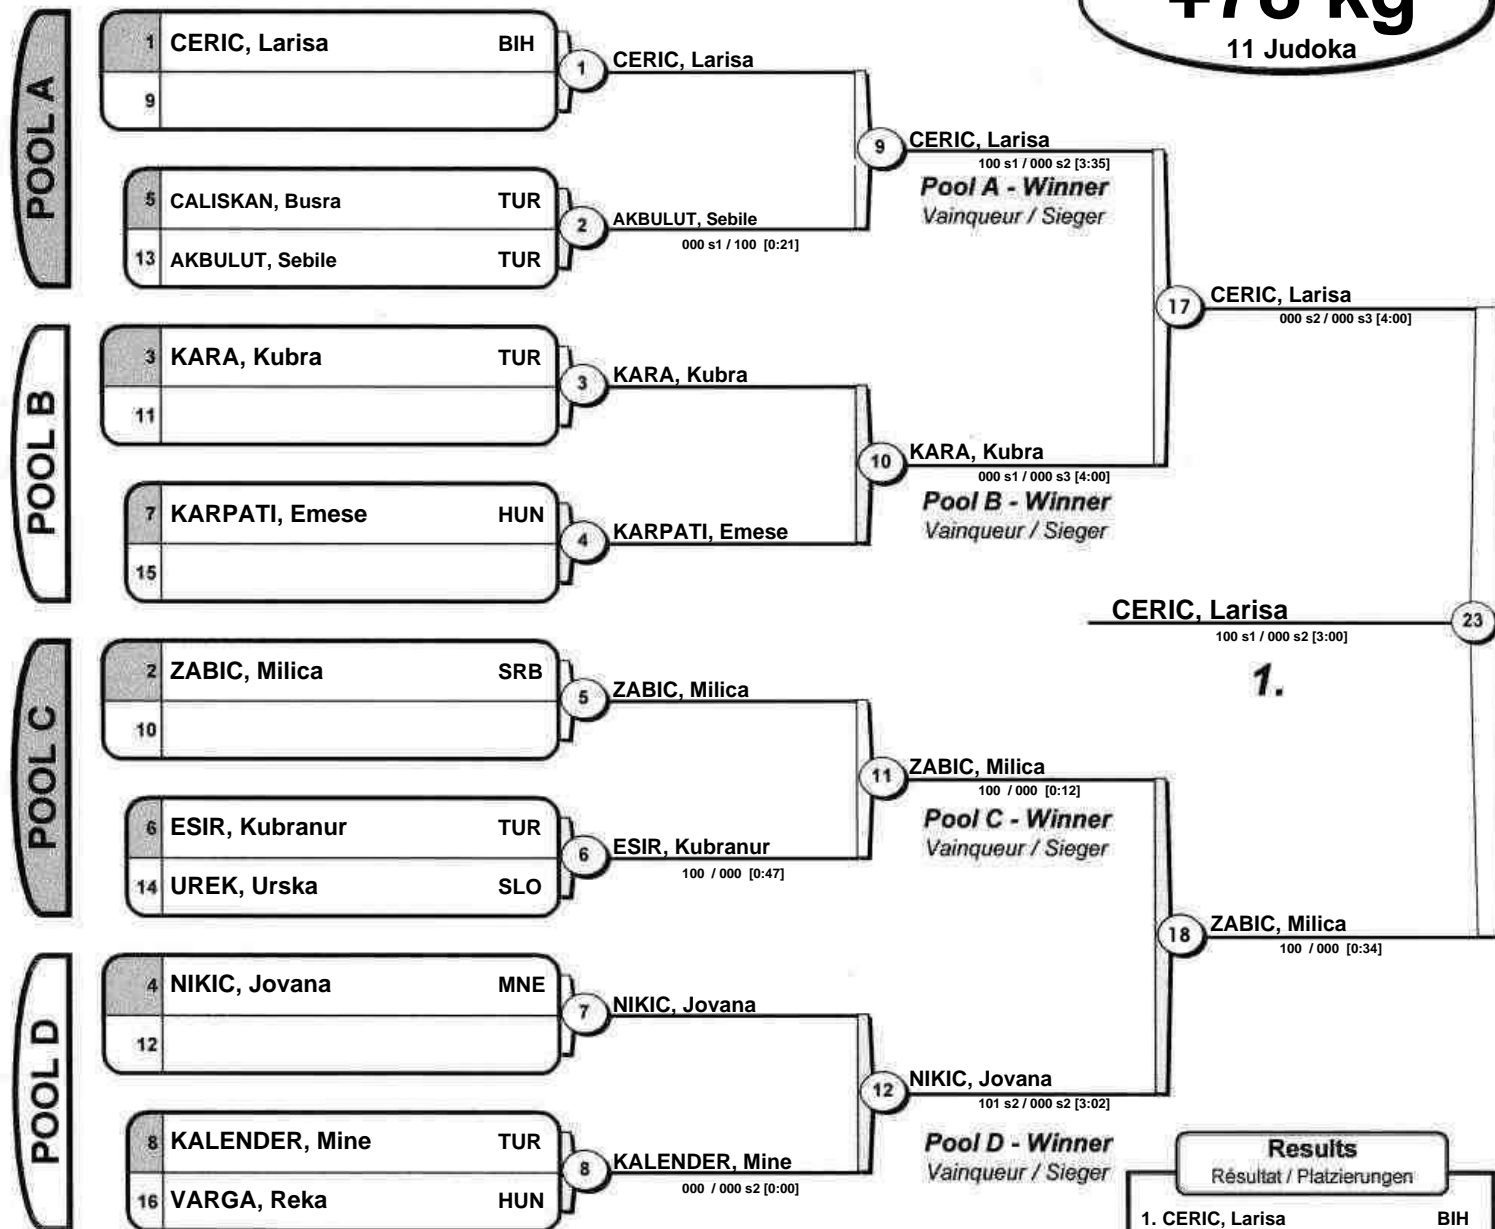 +78 kg
11 Judoka
POOL A
1 CERIC, Larisa BIH
9
5 CALISKAN, Busra TUR
13 AKBULUT, Sebile TUR
1 CERIC, Larisa
2 AKBULUT, Sebile
000 s1 / 100 [0:21]
9 CERIC, Larisa
100 s1 / 000 s2 [3:35]
Pool A - Winner
Vainqueur / Sieger
POOL B
3 KARA, Kubra TUR
11
7 KARPATI, Emese HUN
15
3 KARA, Kubra
4 KARPATI, Emese
10 KARA, Kubra
000 s1 / 000 s3 [4:00]
Pool B - Winner
Vainqueur / Sieger
17 CERIC, Larisa
000 s2 / 000 s3 [4:00]
CERIC, Larisa 23
100 s1 / 000 s2 [3:00]
1.
POOL C
2 ZABIC, Milica SRB
10
6 ESIR, Kubranur TUR
14 UREK, Urska SLO
5 ZABIC, Milica
6 ESIR, Kubranur
100 / 000 [0:47]
11 ZABIC, Milica
100 / 000 [0:12]
Pool C - Winner
Vainqueur / Sieger
POOL D
4 NIKIC, Jovana MNE
12
8 KALENDER, Mine TUR
16 VARGA, Reka HUN
7 NIKIC, Jovana
8 KALENDER, Mine
000 / 000 s2 [0:00]
12 NIKIC, Jovana
101 s2 / 000 s2 [3:02]
Pool D - Winner
Vainqueur / Sieger
18 ZABIC, Milica
100 / 000 [0:34]
Results
Résultat / Platzierungen
1. CERIC, Larisa BIH